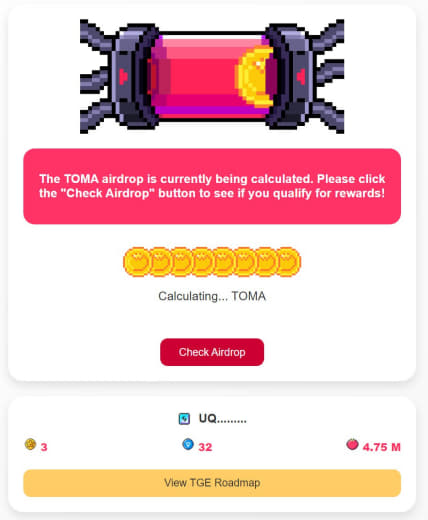 The TOMA airdrop is currently being calculated. Please click
the "Check Airdrop" button to see if you qualify for rewards!
Calculating... TOMA
Check Airdrop
UQ.........
3 32 4.75 M
View TGE Roadmap